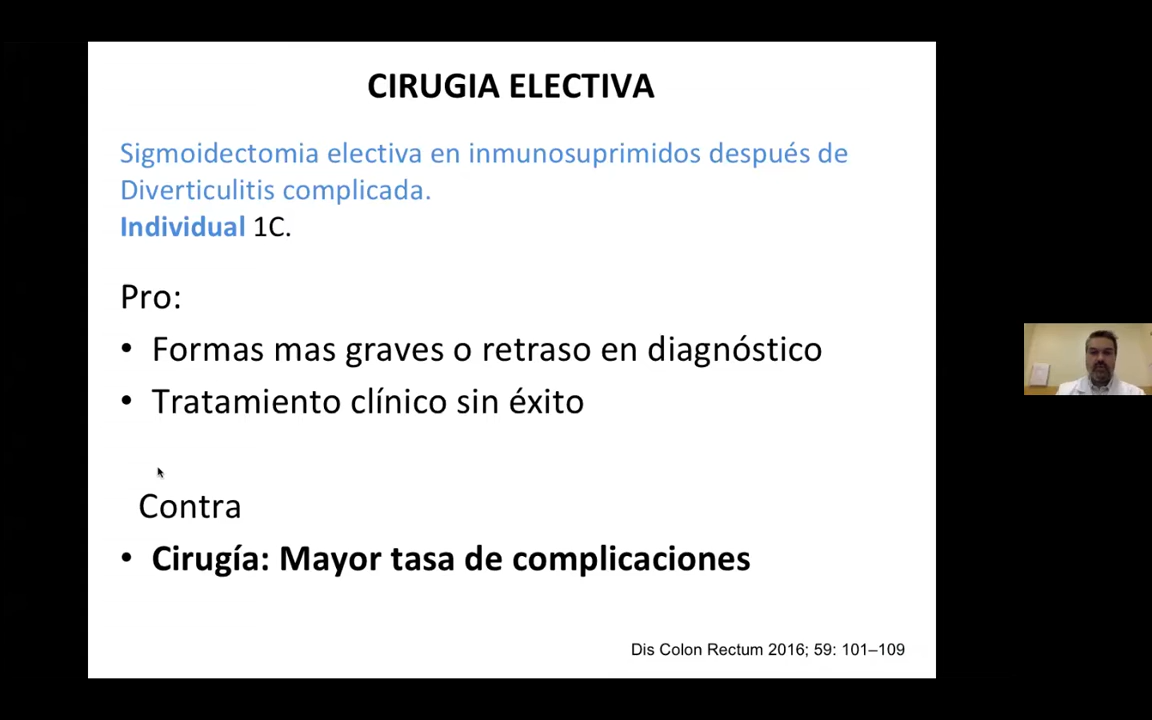 CIRUGIA ELECTIVA
Sigmoidectomia electiva en inmunosuprimidos después de
Diverticulitis complicada.
Individual 1C.
Pro:
• Formas mas graves o retraso en diagnóstico
• Tratamiento clínico sin éxito
Contra
• Cirugía: Mayor tasa de complicaciones
Dis Colon Rectum 2016; 59: 101–109